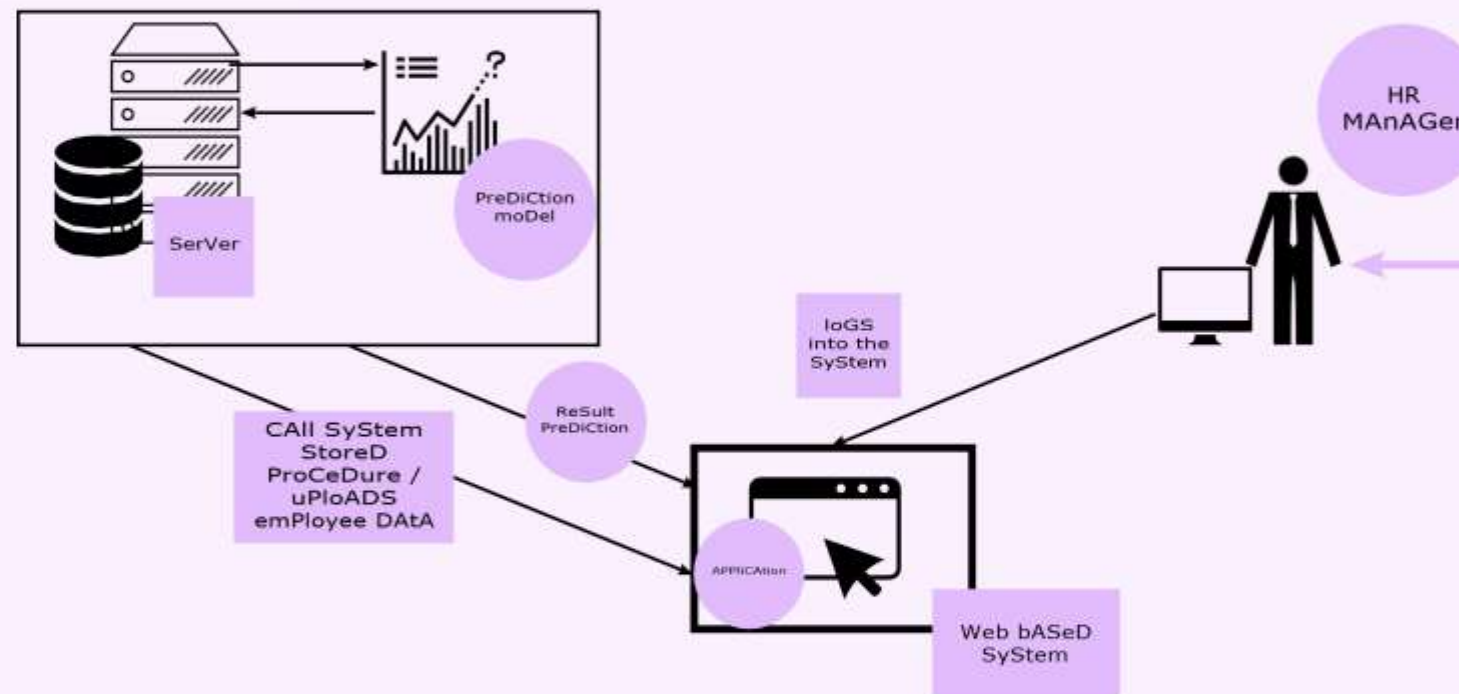 HR
MAnAGer
PreDiCtion
moDel
SerVer
loGS
into the
SyStem
ReSult
PreDiCtion
CAll SyStem
StoreD
ProCeDure /
uPloADS
emPloyee DAtA
APPliCAtion
Web bASeD
SyStem
?